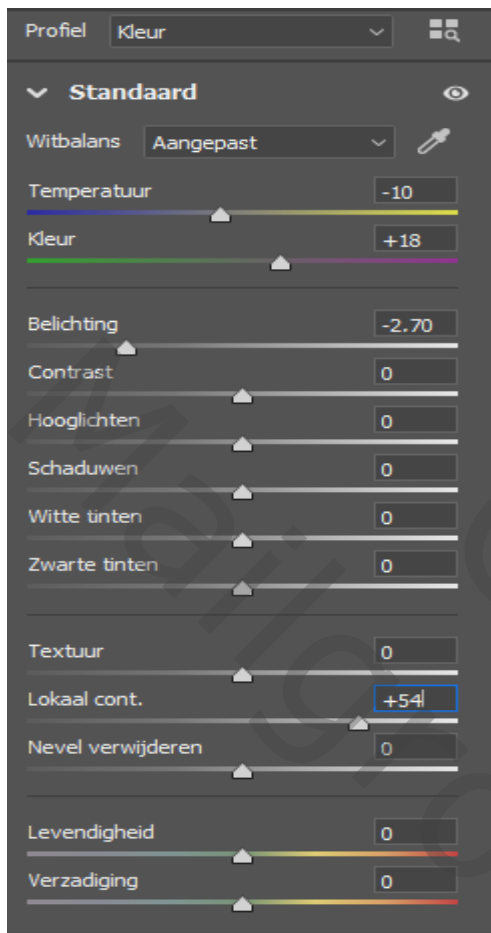 Profiel Kleur
Standaard
Witbalans Aangepast
Temperatuur -10
Kleur +18
Belichting -2.70
Contrast 0
Hooglichten 0
Schaduwen 0
Witte tinten 0
Zwarte tinten 0
Textuur 0
Lokaal cont. +54
Nevel verwijderen 0
Levendigheid 0
Verzadiging 0